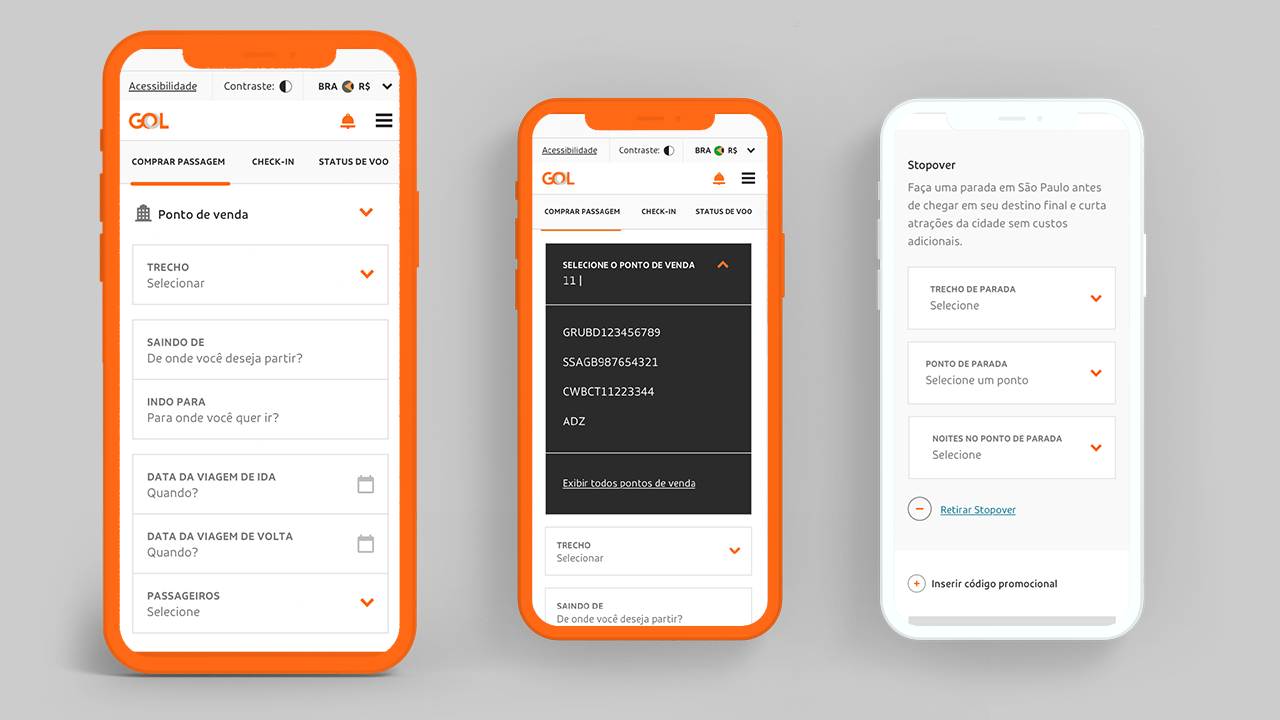 Acessibilidade
Contraste:
BRA R$
GOL
COMPRAR PASSAGEM
CHECK-IN
STATUS DE VOO
Ponto de venda
TRECHO
Selecionar
SAINDO DE
De onde você deseja partir?
INDO PARA
Para onde você quer ir?
DATA DA VIAGEM DE IDA
Quando?
DATA DA VIAGEM DE VOLTA
Quando?
PASSAGEIROS
Selecione
Acessibilidade
Contraste:
BRA R$
GOL
COMPRAR PASSAGEM
CHECK-IN
STATUS DE VOO
SELECIONE O PONTO DE VENDA
11 |
GRUBD123456789
SSAGB987654321
CWBCT11223344
ADZ
Exibir todos pontos de venda
TRECHO
Selecionar
SAINDO DE
De onde você deseja partir?
Stopover
Faça uma parada em São Paulo antes
de chegar em seu destino final e curta
atrações da cidade sem custos
adicionais.
TRECHO DE PARADA
Selecione
PONTO DE PARADA
Selecione um ponto
NOITES NO PONTO DE PARADA
Selecione
Retirar Stopover
Inserir código promocional